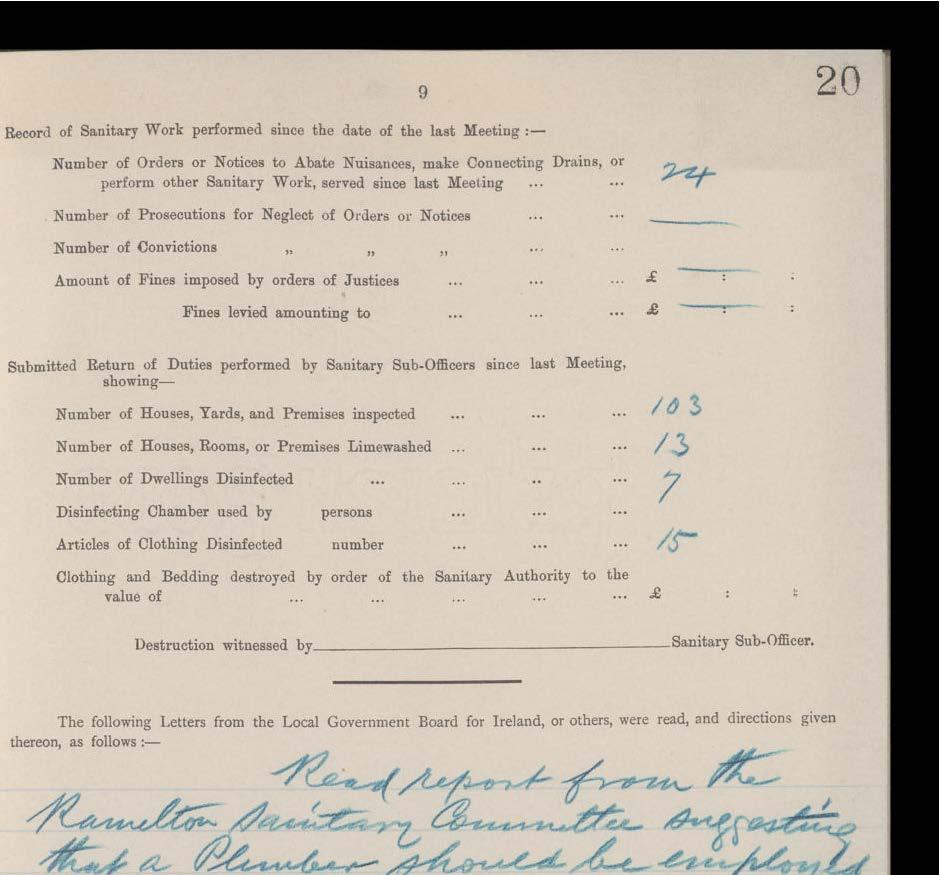 20
9
Record of Sanitary Work performed since the date of the last Meeting :—
Number of Orders or Notices to Abate Nuisances, make Connecting Drains, or
perform other Sanitary Work, served since last Meeting ... ... 24
Number of Prosecutions for Neglect of Orders or Notices ... ... —
Number of Convictions „ „ „ ... ...
Amount of Fines imposed by orders of Justices ... ... ... £ — : :
Fines levied amounting to ... ... ... £ — : :
Submitted Return of Duties performed by Sanitary Sub-Officers since last Meeting,
showing—
Number of Houses, Yards, and Premises inspected ... ... ... 103
Number of Houses, Rooms, or Premises Limewashed ... ... ... 13
Number of Dwellings Disinfected ... ... .. ... 7
Disinfecting Chamber used by persons ... ... ...
Articles of Clothing Disinfected number ... ... ... 15
Clothing and Bedding destroyed by order of the Sanitary Authority to the
value of ... ... ... ... ... £ : :
Destruction witnessed by Sanitary Sub-Officer.
The following Letters from the Local Government Board for Ireland, or others, were read, and directions given
thereon, as follows :—
Read report from the
Ramelton Sanitary Committee suggesting
that a Plumber should be employed